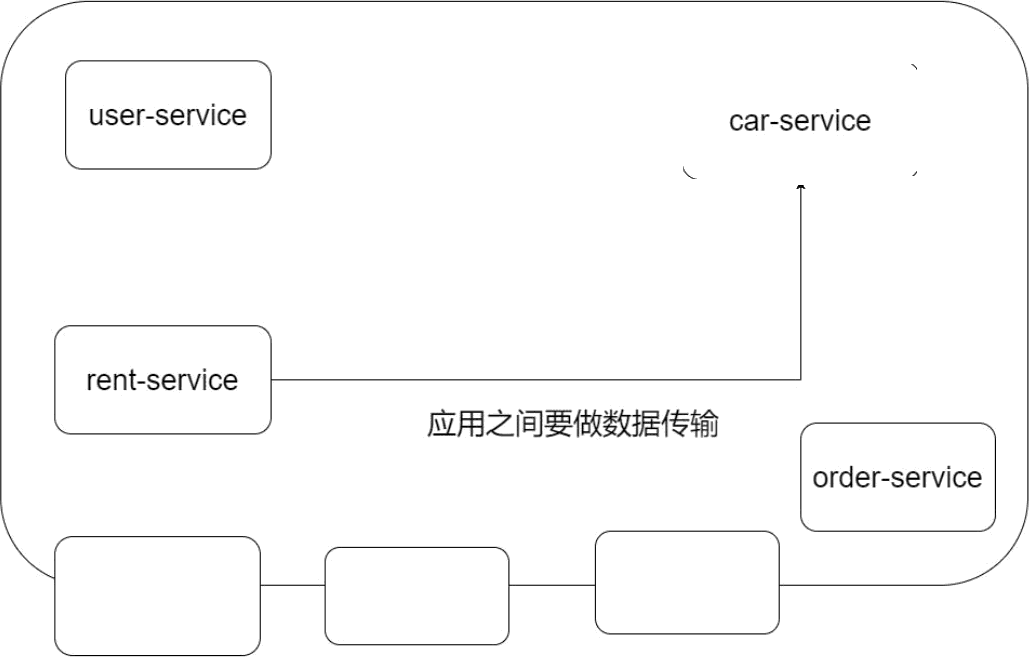 user-service
car-service
rent-service
应用之间要做数据传输
order-service